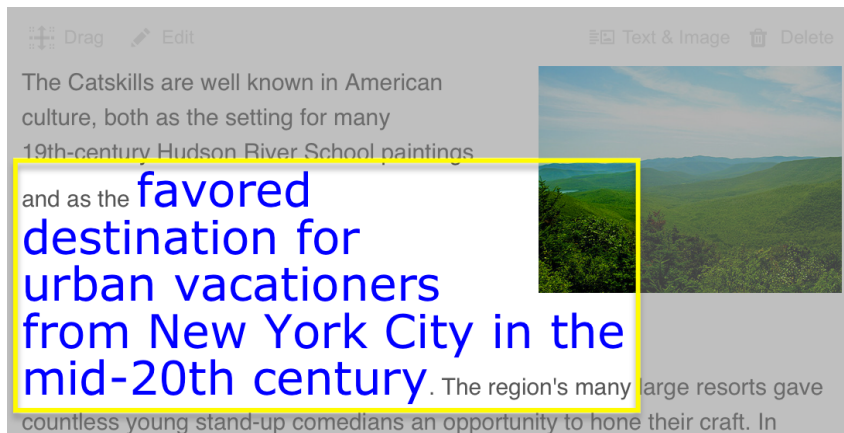 Drag Edit Text & Image Delete
The Catskills are well known in American
culture, both as the setting for many
19th-century Hudson River School paintings
and as the favored
destination for
urban vacationers
from New York City in the
mid-20th century. The region's many large resorts gave
countless young stand-up comedians an opportunity to hone their craft. In